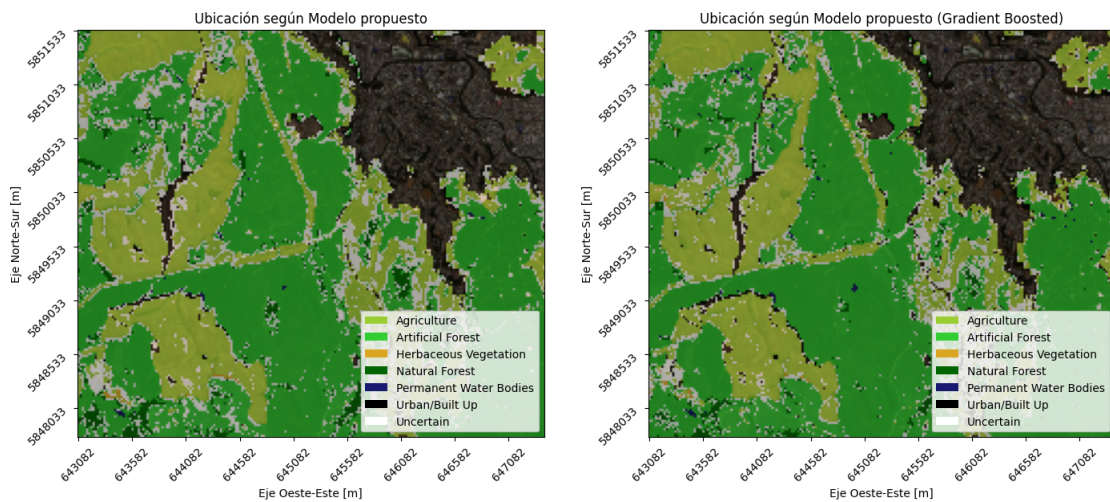 Ubicación según Modelo propuesto
Eje Norte-Sur [m]
5851533
5851033
5850533
5850033
5849533
5849033
5848533
5848033
Agriculture
Artificial Forest
Herbaceous Vegetation
Natural Forest
Permanent Water Bodies
Urban/Built Up
Uncertain
643082
643582
644082
644582
645082
645582
646082
646582
647082
Eje Oeste-Este [m]
Ubicación según Modelo propuesto (Gradient Boosted)
Eje Norte-Sur [m]
5851533
5851033
5850533
5850033
5849533
5849033
5848533
5848033
Agriculture
Artificial Forest
Herbaceous Vegetation
Natural Forest
Permanent Water Bodies
Urban/Built Up
Uncertain
643082
643582
644082
644582
645082
645582
646082
646582
647082
Eje Oeste-Este [m]